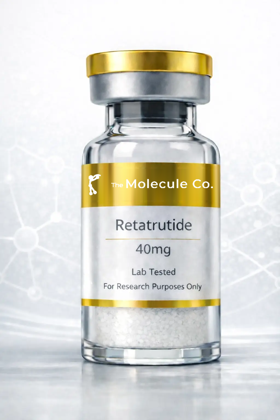 The Molecule Co.
Retatrutide
40mg
Lab Tested
For Research Purposes Only